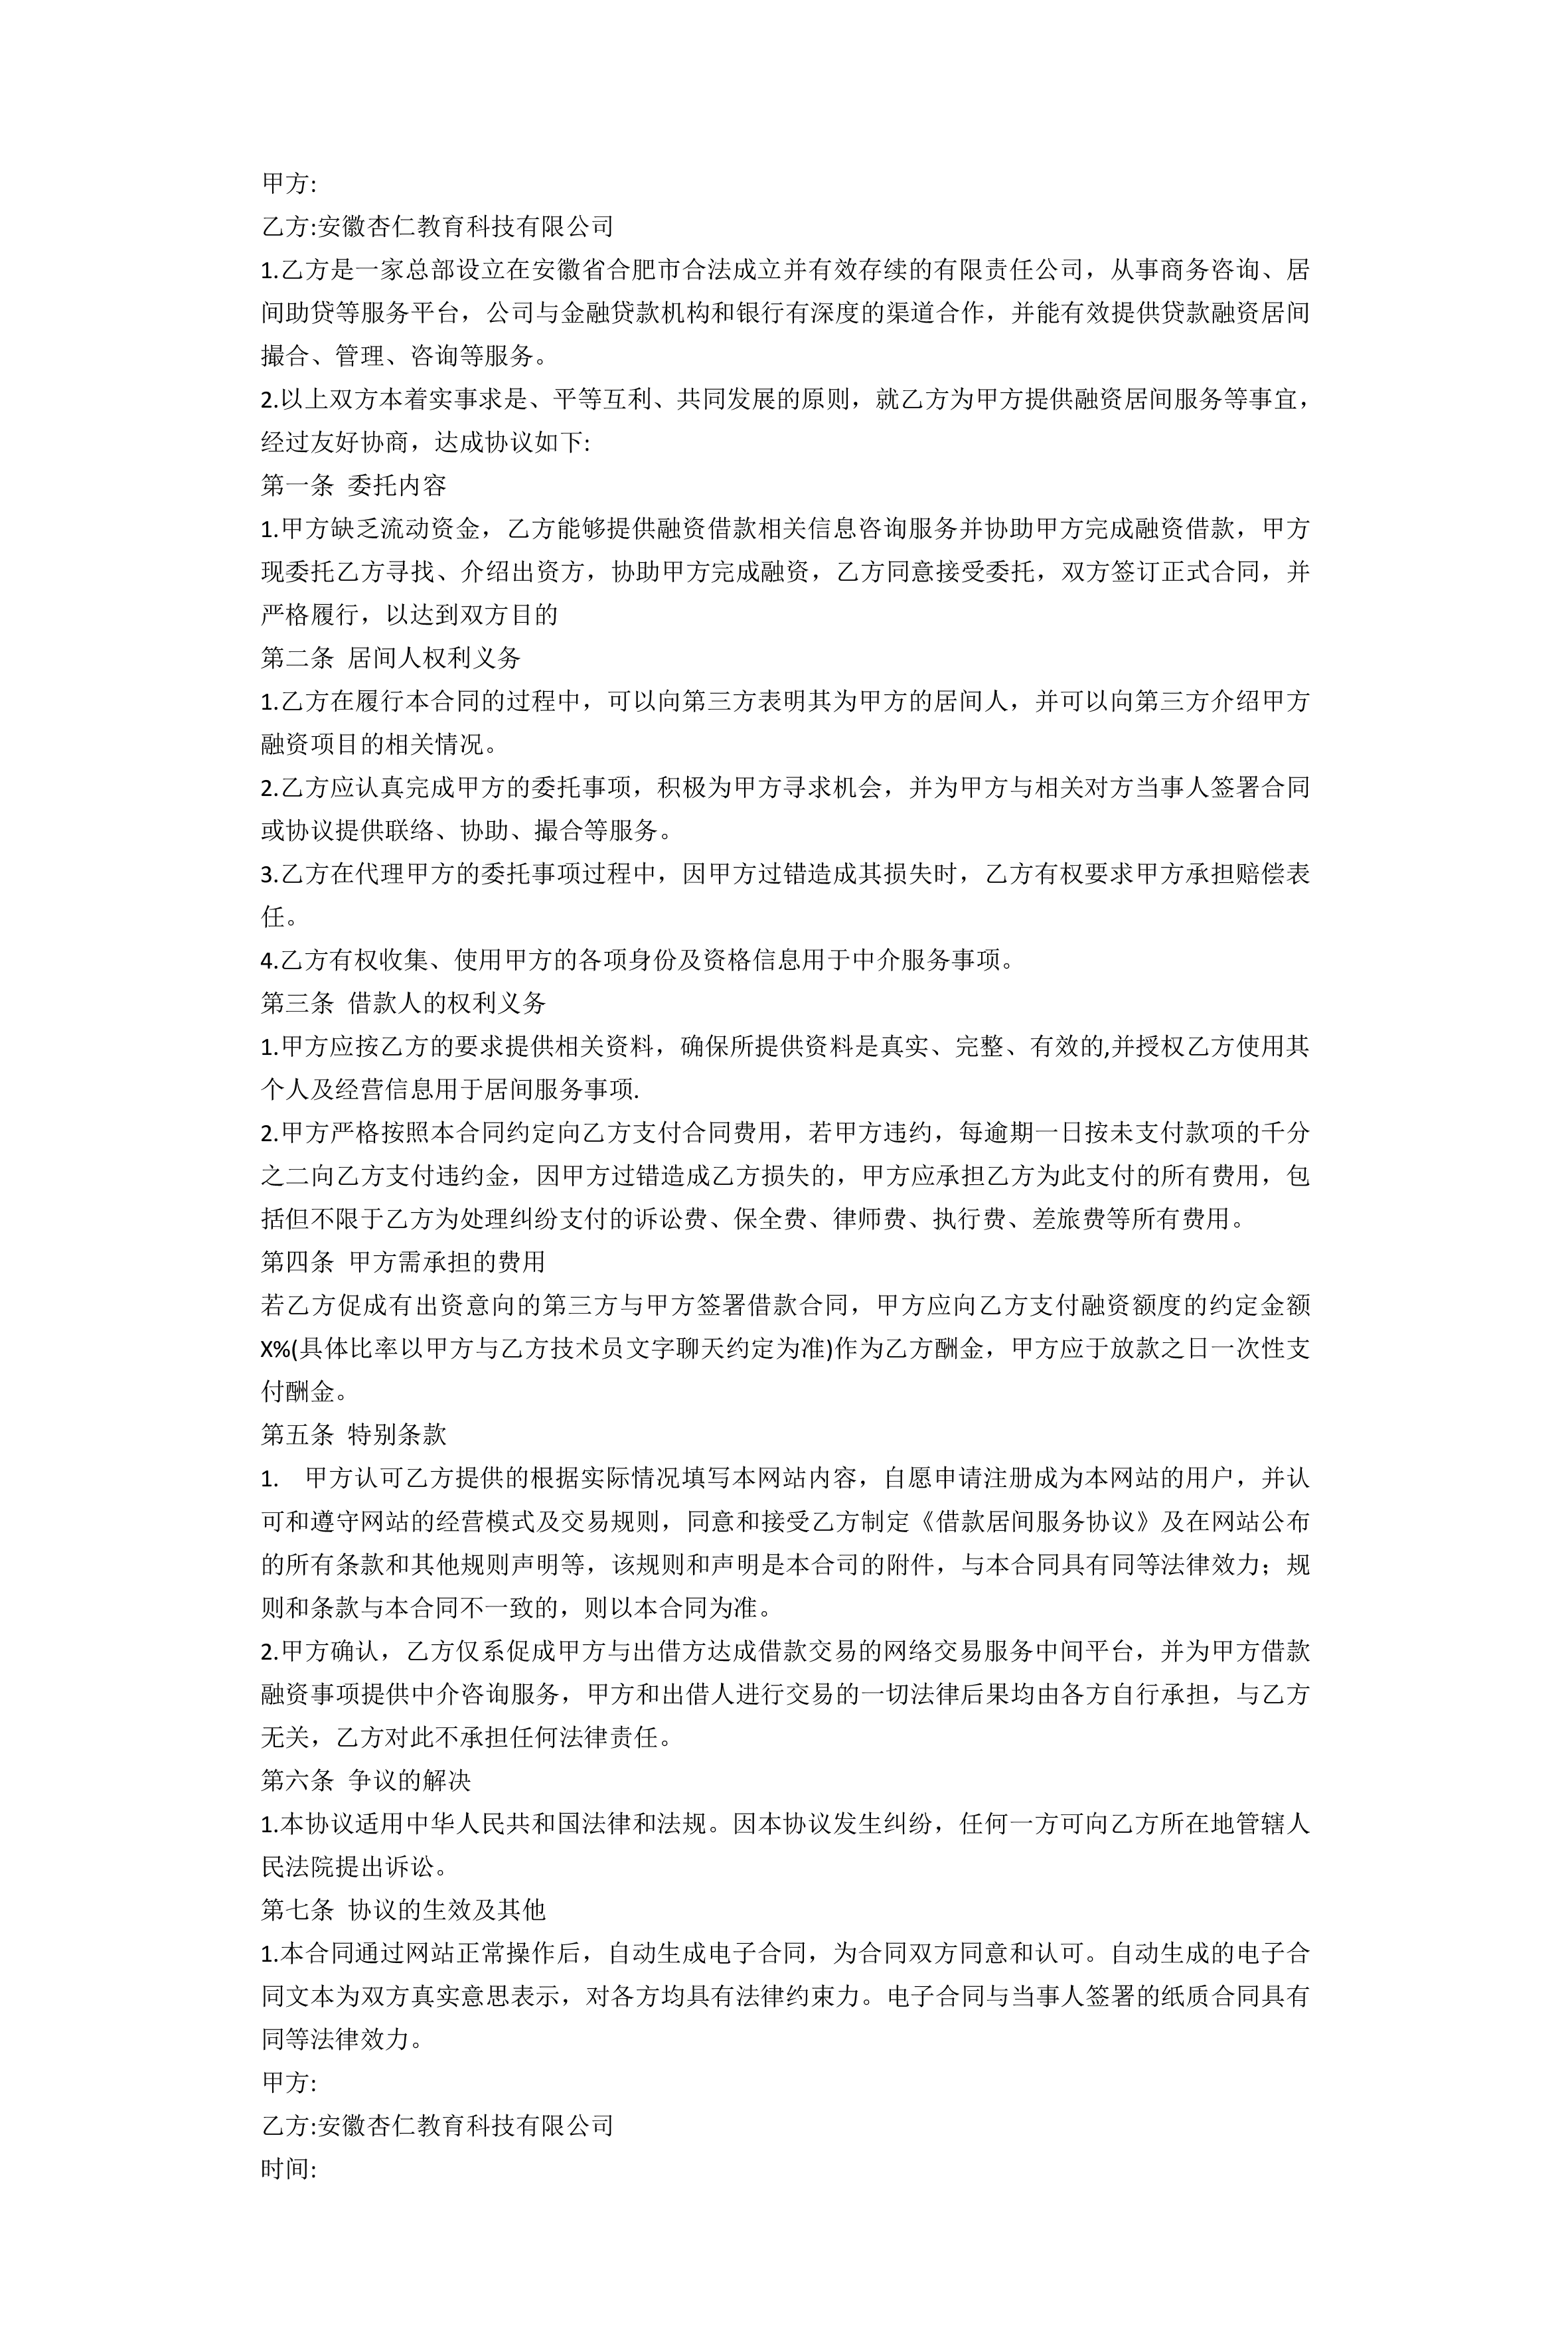 甲方:
乙方:安徽杏仁教育科技有限公司
1.乙方是一家总部设立在安徽省合肥市合法成立并有效存续的有限责任公司，从事商务咨询、居
间助贷等服务平台，公司与金融贷款机构和银行有深度的渠道合作，并能有效提供贷款融资居间
撮合、管理、咨询等服务。
2.以上双方本着实事求是、平等互利、共同发展的原则，就乙方为甲方提供融资居间服务等事宜，
经过友好协商，达成协议如下:
第一条 委托内容
1.甲方缺乏流动资金，乙方能够提供融资借款相关信息咨询服务并协助甲方完成融资借款，甲方
现委托乙方寻找、介绍出资方，协助甲方完成融资，乙方同意接受委托，双方签订正式合同，并
严格履行，以达到双方目的
第二条 居间人权利义务
1.乙方在履行本合同的过程中，可以向第三方表明其为甲方的居间人，并可以向第三方介绍甲方
融资项目的相关情况。
2.乙方应认真完成甲方的委托事项，积极为甲方寻求机会，并为甲方与相关对方当事人签署合同
或协议提供联络、协助、撮合等服务。
3.乙方在代理甲方的委托事项过程中，因甲方过错造成其损失时，乙方有权要求甲方承担赔偿表
任。
4.乙方有权收集、使用甲方的各项身份及资格信息用于中介服务事项。
第三条 借款人的权利义务
1.甲方应按乙方的要求提供相关资料，确保所提供资料是真实、完整、有效的,并授权乙方使用其
个人及经营信息用于居间服务事项.
2.甲方严格按照本合同约定向乙方支付合同费用，若甲方违约，每逾期一日按未支付款项的千分
之二向乙方支付违约金，因甲方过错造成乙方损失的，甲方应承担乙方为此支付的所有费用，包
括但不限于乙方为处理纠纷支付的诉讼费、保全费、律师费、执行费、差旅费等所有费用。
第四条 甲方需承担的费用
若乙方促成有出资意向的第三方与甲方签署借款合同，甲方应向乙方支付融资额度的约定金额
X%(具体比率以甲方与乙方技术员文字聊天约定为准)作为乙方酬金，甲方应于放款之日一次性支
付酬金。
第五条 特别条款
1. 甲方认可乙方提供的根据实际情况填写本网站内容，自愿申请注册成为本网站的用户，并认
可和遵守网站的经营模式及交易规则，同意和接受乙方制定《借款居间服务协议》及在网站公布
的所有条款和其他规则声明等，该规则和声明是本合司的附件，与本合同具有同等法律效力；规
则和条款与本合同不一致的，则以本合同为准。
2.甲方确认，乙方仅系促成甲方与出借方达成借款交易的网络交易服务中间平台，并为甲方借款
融资事项提供中介咨询服务，甲方和出借人进行交易的一切法律后果均由各方自行承担，与乙方
无关，乙方对此不承担任何法律责任。
第六条 争议的解决
1.本协议适用中华人民共和国法律和法规。因本协议发生纠纷，任何一方可向乙方所在地管辖人
民法院提出诉讼。
第七条 协议的生效及其他
1.本合同通过网站正常操作后，自动生成电子合同，为合同双方同意和认可。自动生成的电子合
同文本为双方真实意思表示，对各方均具有法律约束力。电子合同与当事人签署的纸质合同具有
同等法律效力。
甲方:
乙方:安徽杏仁教育科技有限公司
时间: